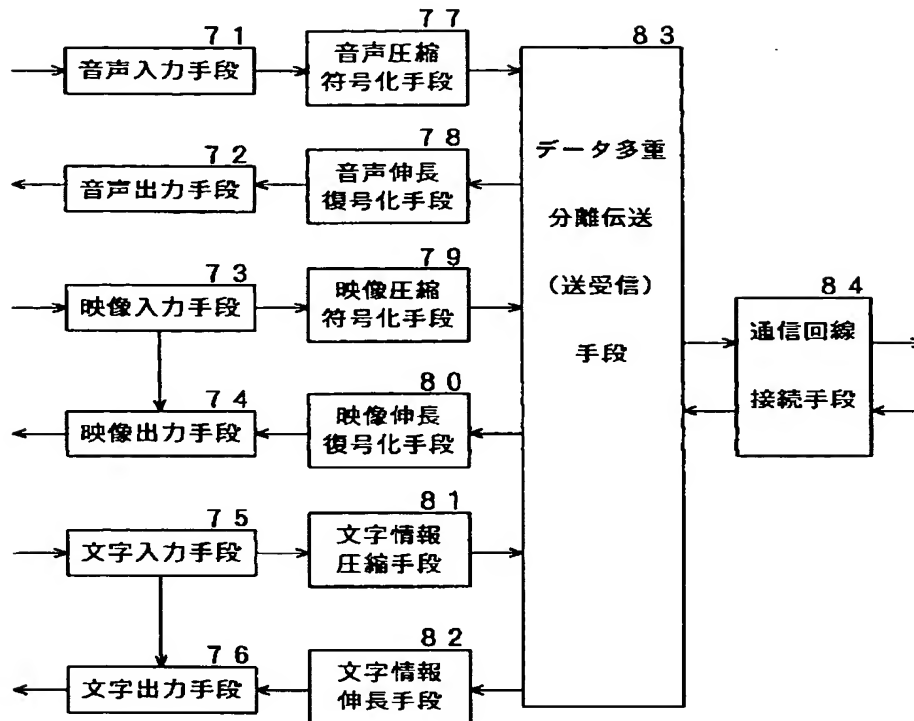 71
音声入力手段
77
音声圧縮
符号化手段
72
音声出力手段
78
音声伸長
復号化手段
73
映像入力手段
79
映像圧縮
符号化手段
74
映像出力手段
80
映像伸長
復号化手段
75
文字入力手段
81
文字情報
圧縮手段
76
文字出力手段
82
文字情報
伸長手段
83
データ多重
分離伝送
(送受信)
手段
84
通信回線
接続手段